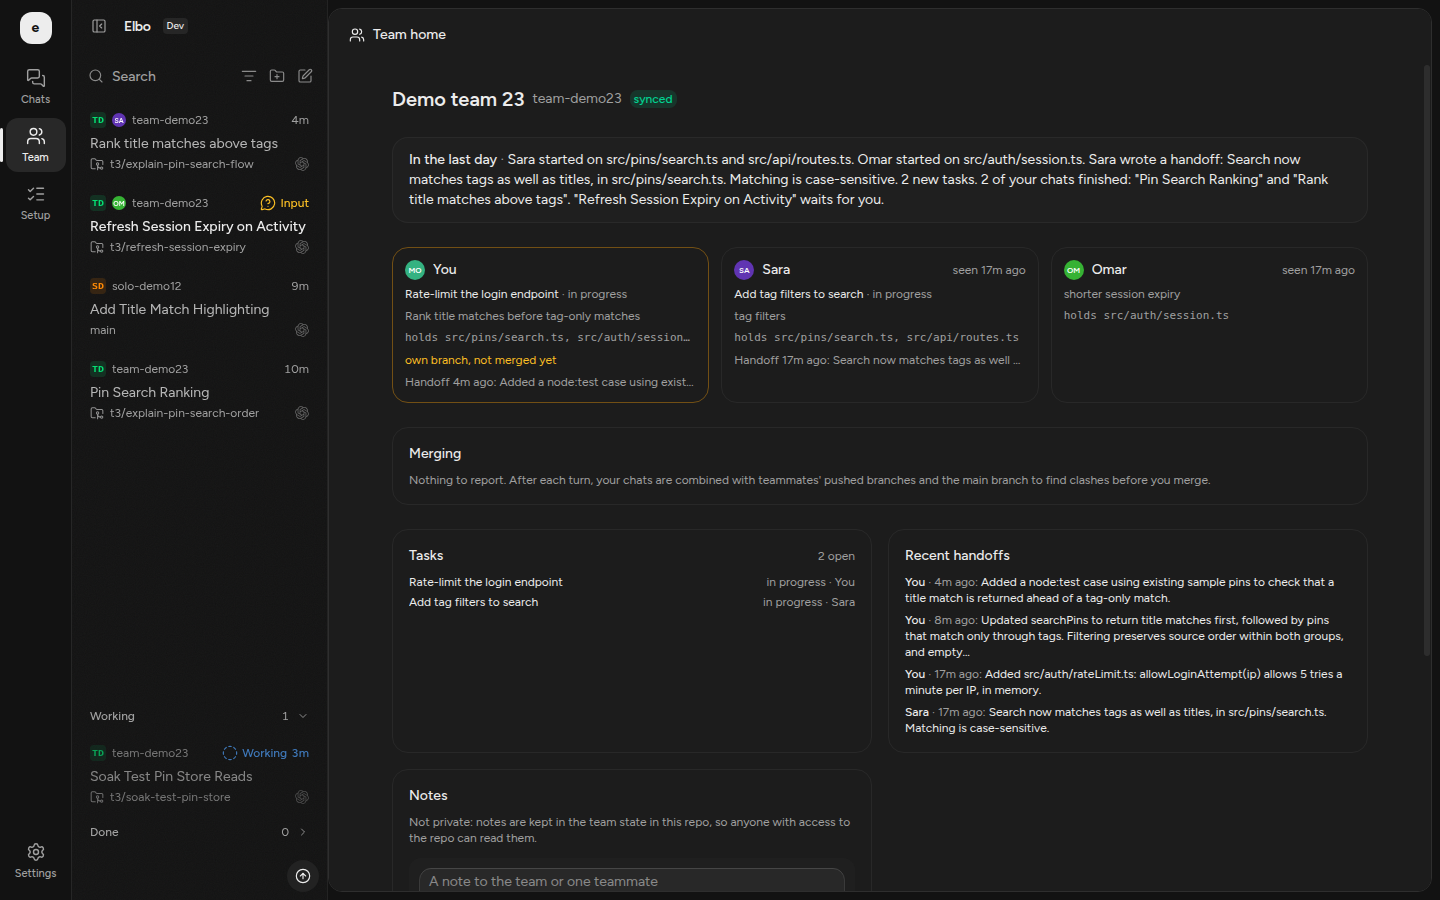 e
Chats
Team
Setup
Settings
Elbo Dev
Search
TD SA team-demo23 4m
Rank title matches above tags
t3/explain-pin-search-flow
TD OM team-demo23 Input
Refresh Session Expiry on Activity
t3/refresh-session-expiry
SD solo-demo12 9m
Add Title Match Highlighting
main
TD team-demo23 10m
Pin Search Ranking
t3/explain-pin-search-order
Working 1
TD team-demo23 Working 3m
Soak Test Pin Store Reads
t3/soak-test-pin-store
Done 0
Team home
Demo team 23 team-demo23 synced
In the last day · Sara started on src/pins/search.ts and src/api/routes.ts. Omar started on src/auth/session.ts. Sara wrote a handoff: Search now
matches tags as well as titles, in src/pins/search.ts. Matching is case-sensitive. 2 new tasks. 2 of your chats finished: "Pin Search Ranking" and "Rank
title matches above tags". "Refresh Session Expiry on Activity" waits for you.
MO You
Rate-limit the login endpoint · in progress
Rank title matches before tag-only matches
holds src/pins/search.ts, src/auth/session…
own branch, not merged yet
Handoff 4m ago: Added a node:test case using exist…
SA Sara seen 17m ago
Add tag filters to search · in progress
tag filters
holds src/pins/search.ts, src/api/routes.ts
Handoff 17m ago: Search now matches tags as well …
OM Omar seen 17m ago
shorter session expiry
holds src/auth/session.ts
Merging
Nothing to report. After each turn, your chats are combined with teammates' pushed branches and the main branch to find clashes before you merge.
Tasks 2 open
Rate-limit the login endpoint in progress · You
Add tag filters to search in progress · Sara
Recent handoffs
You · 4m ago: Added a node:test case using existing sample pins to check that a
title match is returned ahead of a tag-only match.
You · 8m ago: Updated searchPins to return title matches first, followed by pins
that match only through tags. Filtering preserves source order within both groups,
and empty…
You · 17m ago: Added src/auth/rateLimit.ts: allowLoginAttempt(ip) allows 5 tries a
minute per IP, in memory.
Sara · 17m ago: Search now matches tags as well as titles, in src/pins/search.ts.
Matching is case-sensitive.
Notes
Not private: notes are kept in the team state in this repo, so anyone with access to
the repo can read them.
A note to the team or one teammate